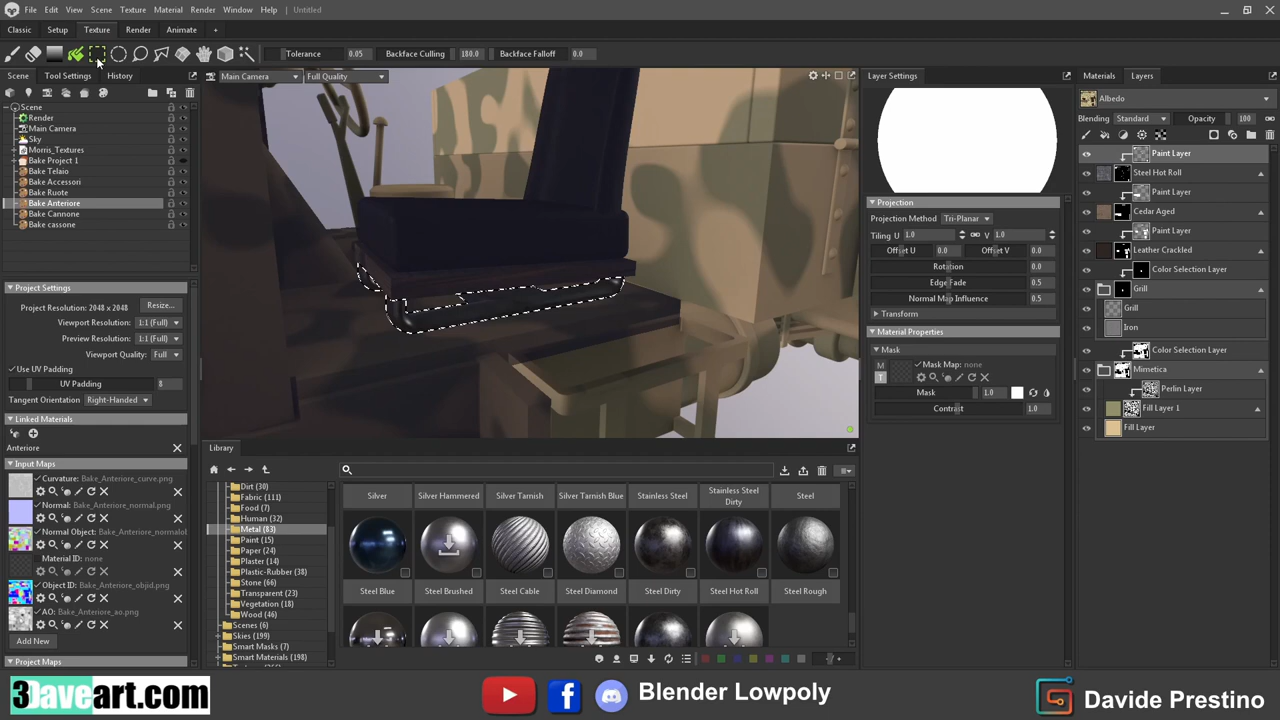 File Edit View Scene Texture Material Render Window Help Untitled
Classic Setup Texture Render Animate +
Tolerance 0.05 Backface Culling 180.0 Backface Falloff 0.0
Scene Tool Settings History
Main Camera Full Quality
Layer Settings
Materials Layers
Albedo
Blending Standard Opacity 100
Scene
Render
Main Camera
Sky
Morris_Textures
Bake Project 1
Bake Telaio
Bake Accessori
Bake Ruote
Bake Anteriore
Bake Cannone
Bake cassone
Project Settings
Project Resolution: 2048 x 2048 Resize...
Viewport Resolution: 1:1 (Full)
Preview Resolution: 1:1 (Full)
Viewport Quality: Full
Use UV Padding
UV Padding 8
Tangent Orientation Right-Handed
Linked Materials
Anteriore
Input Maps
Curvature: Bake_Anteriore_curve.png
Normal: Bake_Anteriore_normal.png
Normal Object: Bake_Anteriore_normalob
Material ID: none
Object ID: Bake_Anteriore_objid.png
AO: Bake_Anteriore_ao.png
Add New
Project Maps
Library
Dirt (30)
Fabric (111)
Food (7)
Human (32)
Metal (83)
Paint (15)
Paper (24)
Plaster (14)
Plastic-Rubber (38)
Stone (66)
Transparent (23)
Vegetation (18)
Wood (46)
Scenes (6)
Skies (199)
Smart Masks (7)
Smart Materials (198)
Silver Silver Hammered Silver Tarnish Silver Tarnish Blue Stainless Steel Stainless Steel Dirty Steel
Steel Blue Steel Brushed Steel Cable Steel Diamond Steel Dirty Steel Hot Roll Steel Rough
Projection
Projection Method Tri-Planar
Tiling U 1.0 V 1.0
Offset U 0.0 Offset V 0.0
Rotation 0.0
Edge Fade 0.5
Normal Map Influence 0.5
Transform
Material Properties
Mask
M Mask Map: none
T
Mask 1.0
Contrast 1.0
Paint Layer
Steel Hot Roll
Paint Layer
Cedar Aged
Paint Layer
Leather Crackled
Color Selection Layer
Grill
Grill
Iron
Color Selection Layer
Mimetica
Perlin Layer
Fill Layer 1
Fill Layer
3Daveart.com
Blender Lowpoly
Davide Prestino